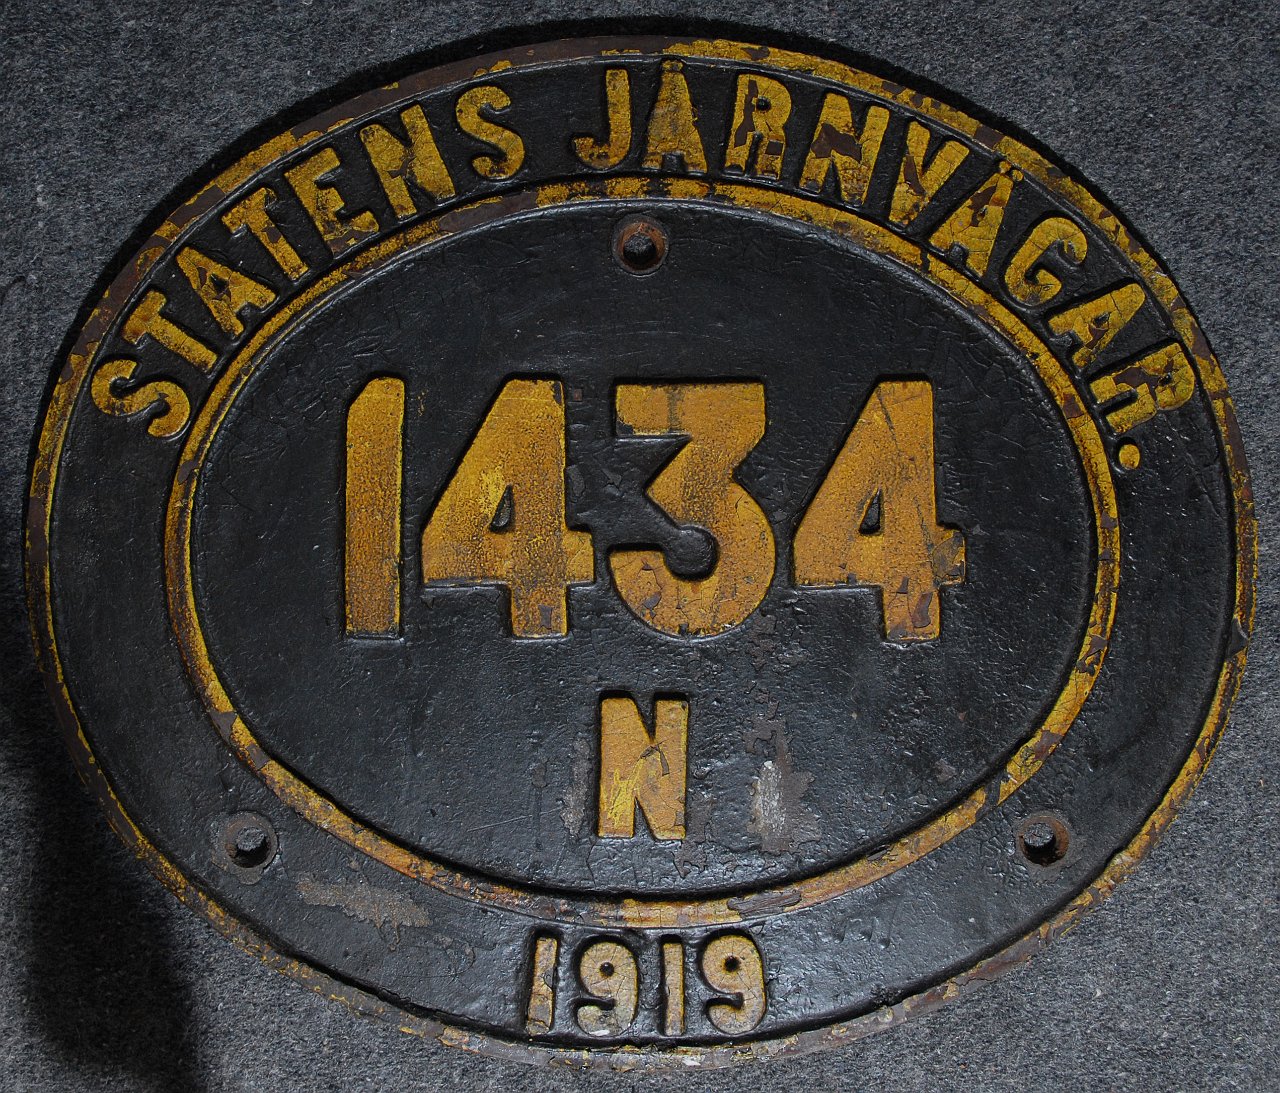 STATENS JÄRNVÄGAR.
1434
N
1919